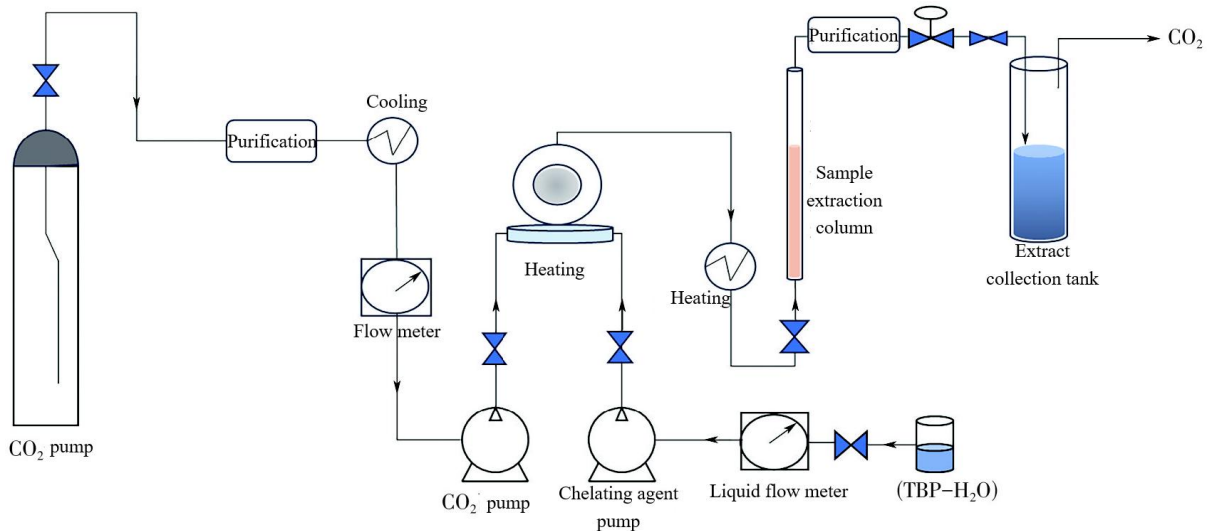 Purification
CO₂
Cooling
Purification
Sample
extraction
column
Heating
Extract
collection tank
Heating
Flow meter
CO₂ pump
CO₂ pump
Chelating agent
pump
Liquid flow meter
(TBP-H₂O)